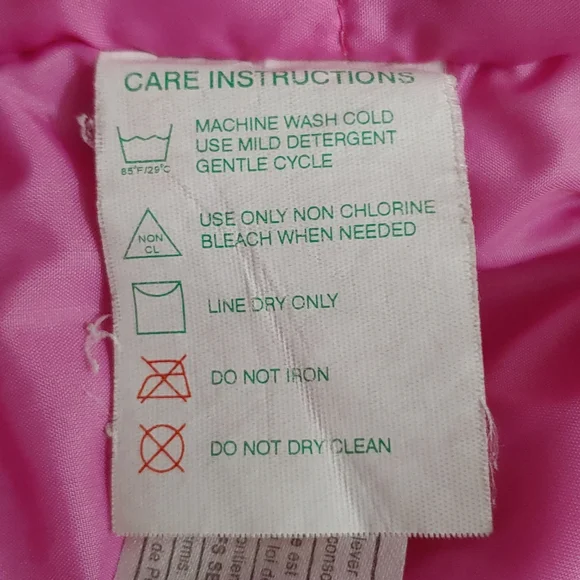 CARE INSTRUCTIONS
MACHINE WASH COLD
USE MILD DETERGENT
GENTLE CYCLE
85°F/29°C
USE ONLY NON CHLORINE
BLEACH WHEN NEEDED
NON
CL
LINE DRY ONLY
DO NOT IRON
DO NOT DRY CLEAN